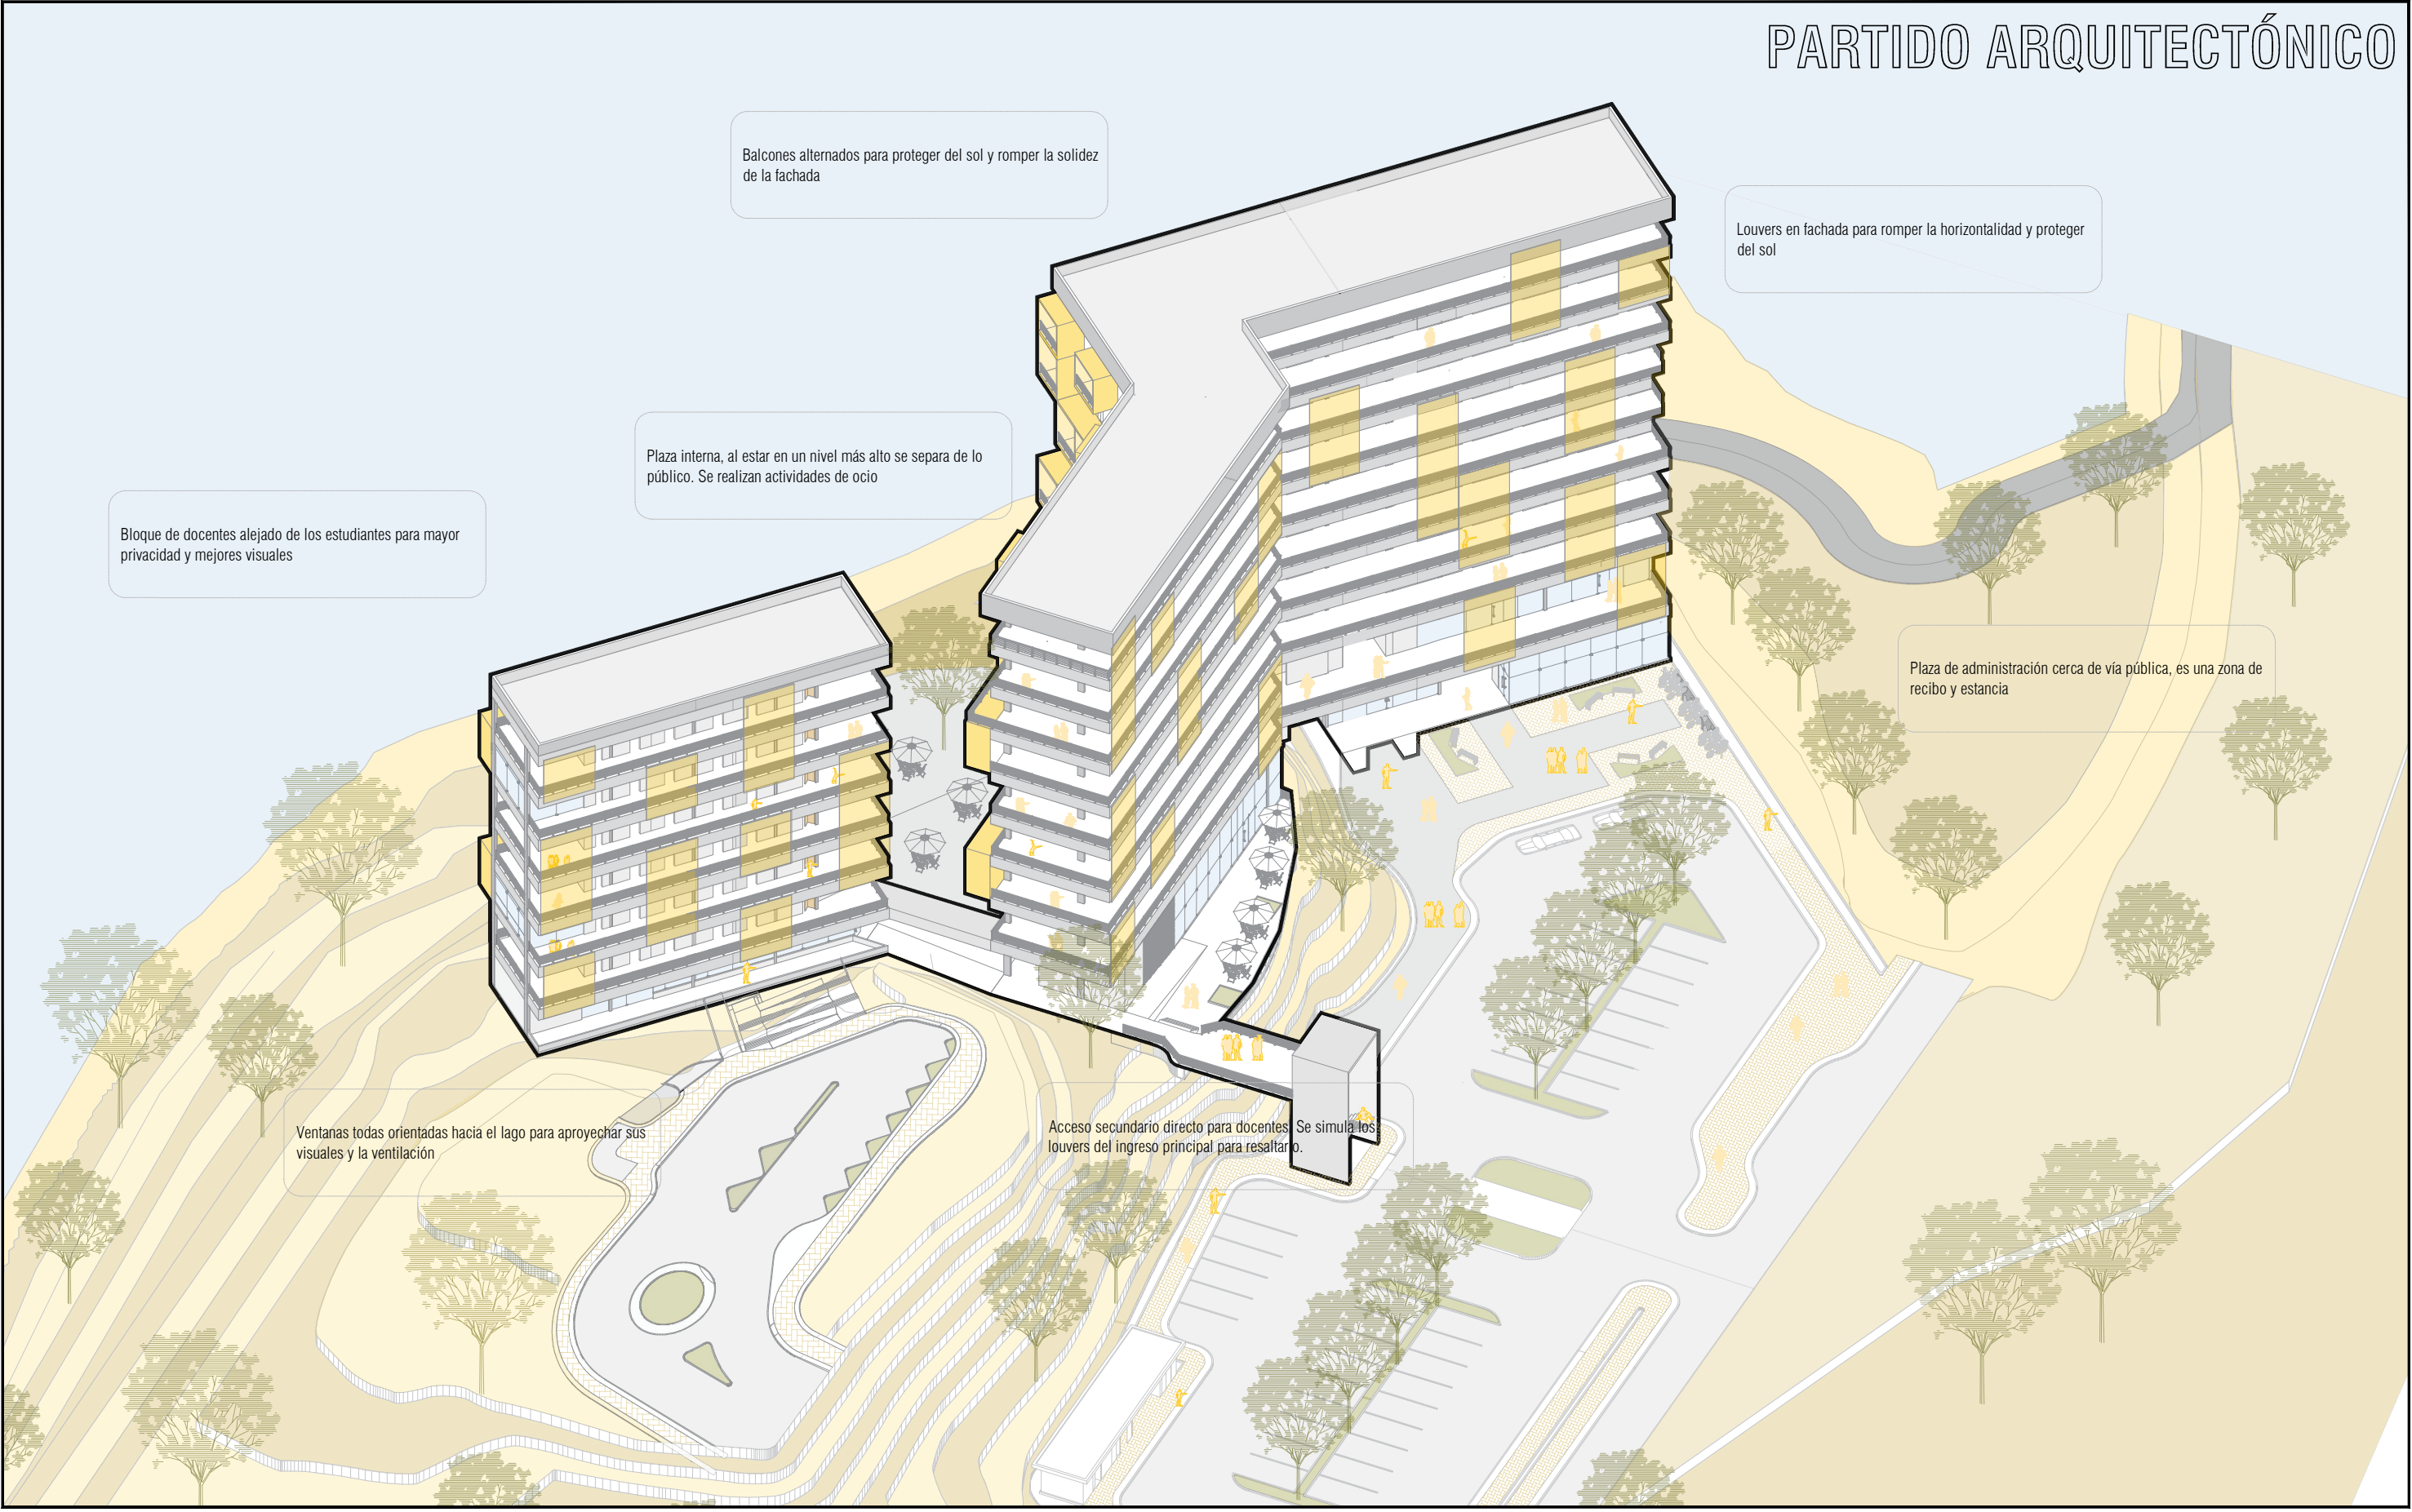 PARTIDO ARQUITECTÓNICO
Balcones alternados para proteger del sol y romper la solidez
de la fachada
Louvers en fachada para romper la horizontalidad y proteger
del sol
Plaza interna, al estar en un nivel más alto se separa de lo
público. Se realizan actividades de ocio
Bloque de docentes alejado de los estudiantes para mayor
privacidad y mejores visuales
Plaza de administración cerca de vía pública, es una zona de
recibo y estancia
Ventanas todas orientadas hacia el lago para aproyechar sus
visuales y la ventilación
Acceso secundario directo para docentes. Se simula los
louvers del ingreso principal para resaltarlo.